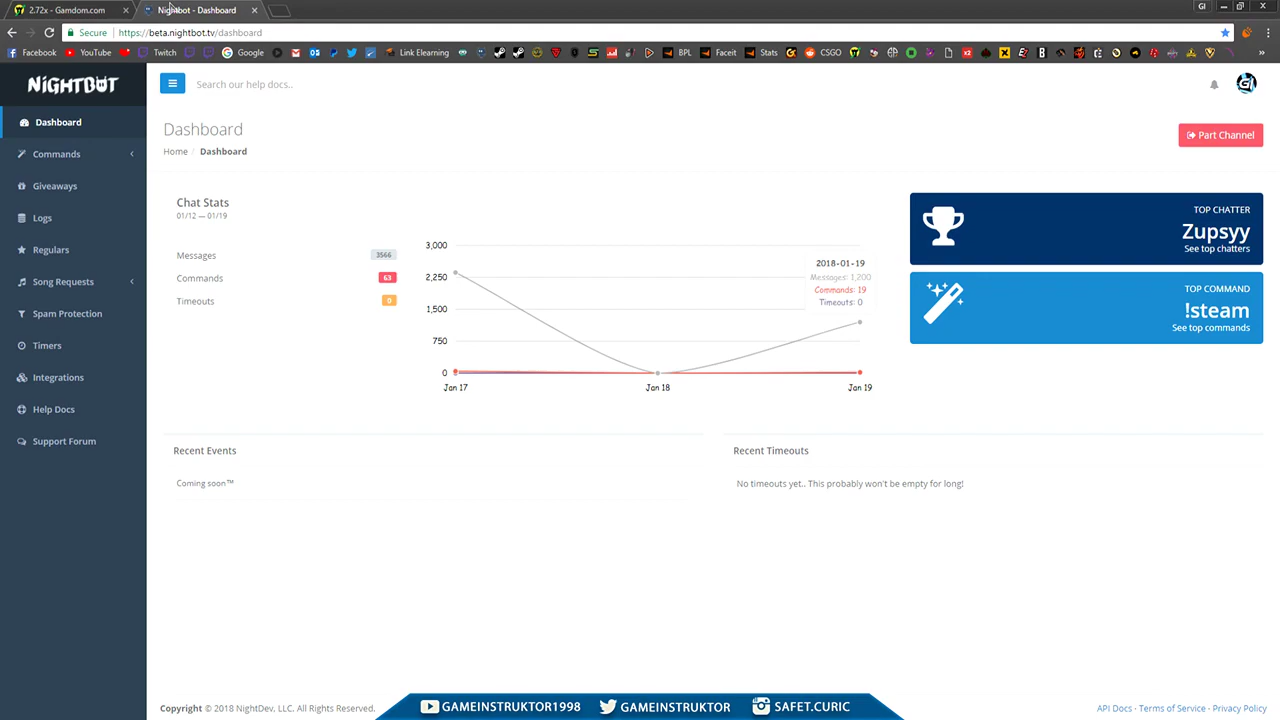 2.72x - Gamdom.com
Nightbot - Dashboard
GI
Secure
https://beta.nightbot.tv/dashboard
Facebook
YouTube
Twitch
Google
Link Elearning
BPL
Faceit
Stats
CSGO
NiGHTBOT
Search our help docs..
Dashboard
Commands
Giveaways
Logs
Regulars
Song Requests
Spam Protection
Timers
Integrations
Help Docs
Support Forum
Dashboard
Home / Dashboard
Part Channel
Chat Stats
01/12 — 01/19
Messages 3566
Commands 63
Timeouts 0
3,000
2,250
1,500
750
0
Jan 17
Jan 18
Jan 19
2018-01-19
Messages: 1,200
Commands: 19
Timeouts: 0
TOP CHATTER
Zupsyy
See top chatters
TOP COMMAND
!steam
See top commands
Recent Events
Coming soon™
Recent Timeouts
No timeouts yet.. This probably won't be empty for long!
Copyright © 2018 NightDev, LLC. All Rights Reserved.
GAMEINSTRUKTOR1998
GAMEINSTRUKTOR
SAFET.CURIC
API Docs · Terms of Service · Privacy Policy